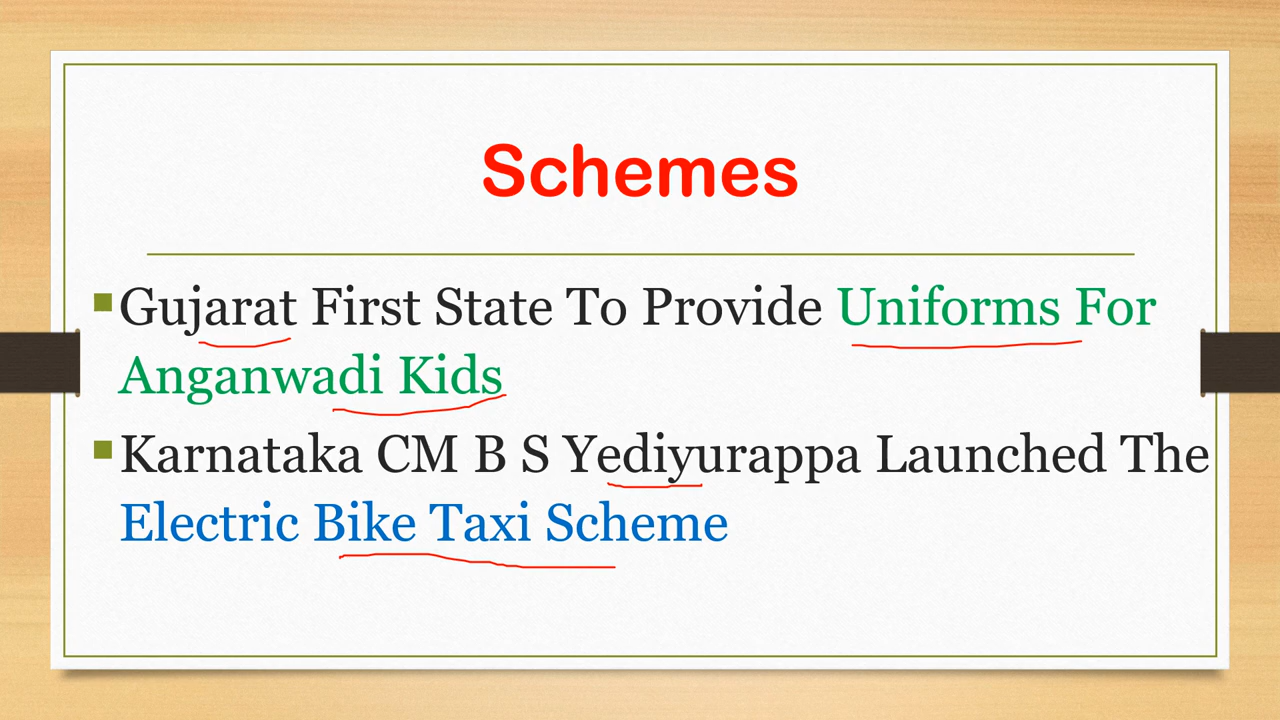 Schemes
Gujarat First State To Provide Uniforms For
Anganwadi Kids
Karnataka CM B S Yediyurappa Launched The
Electric Bike Taxi Scheme